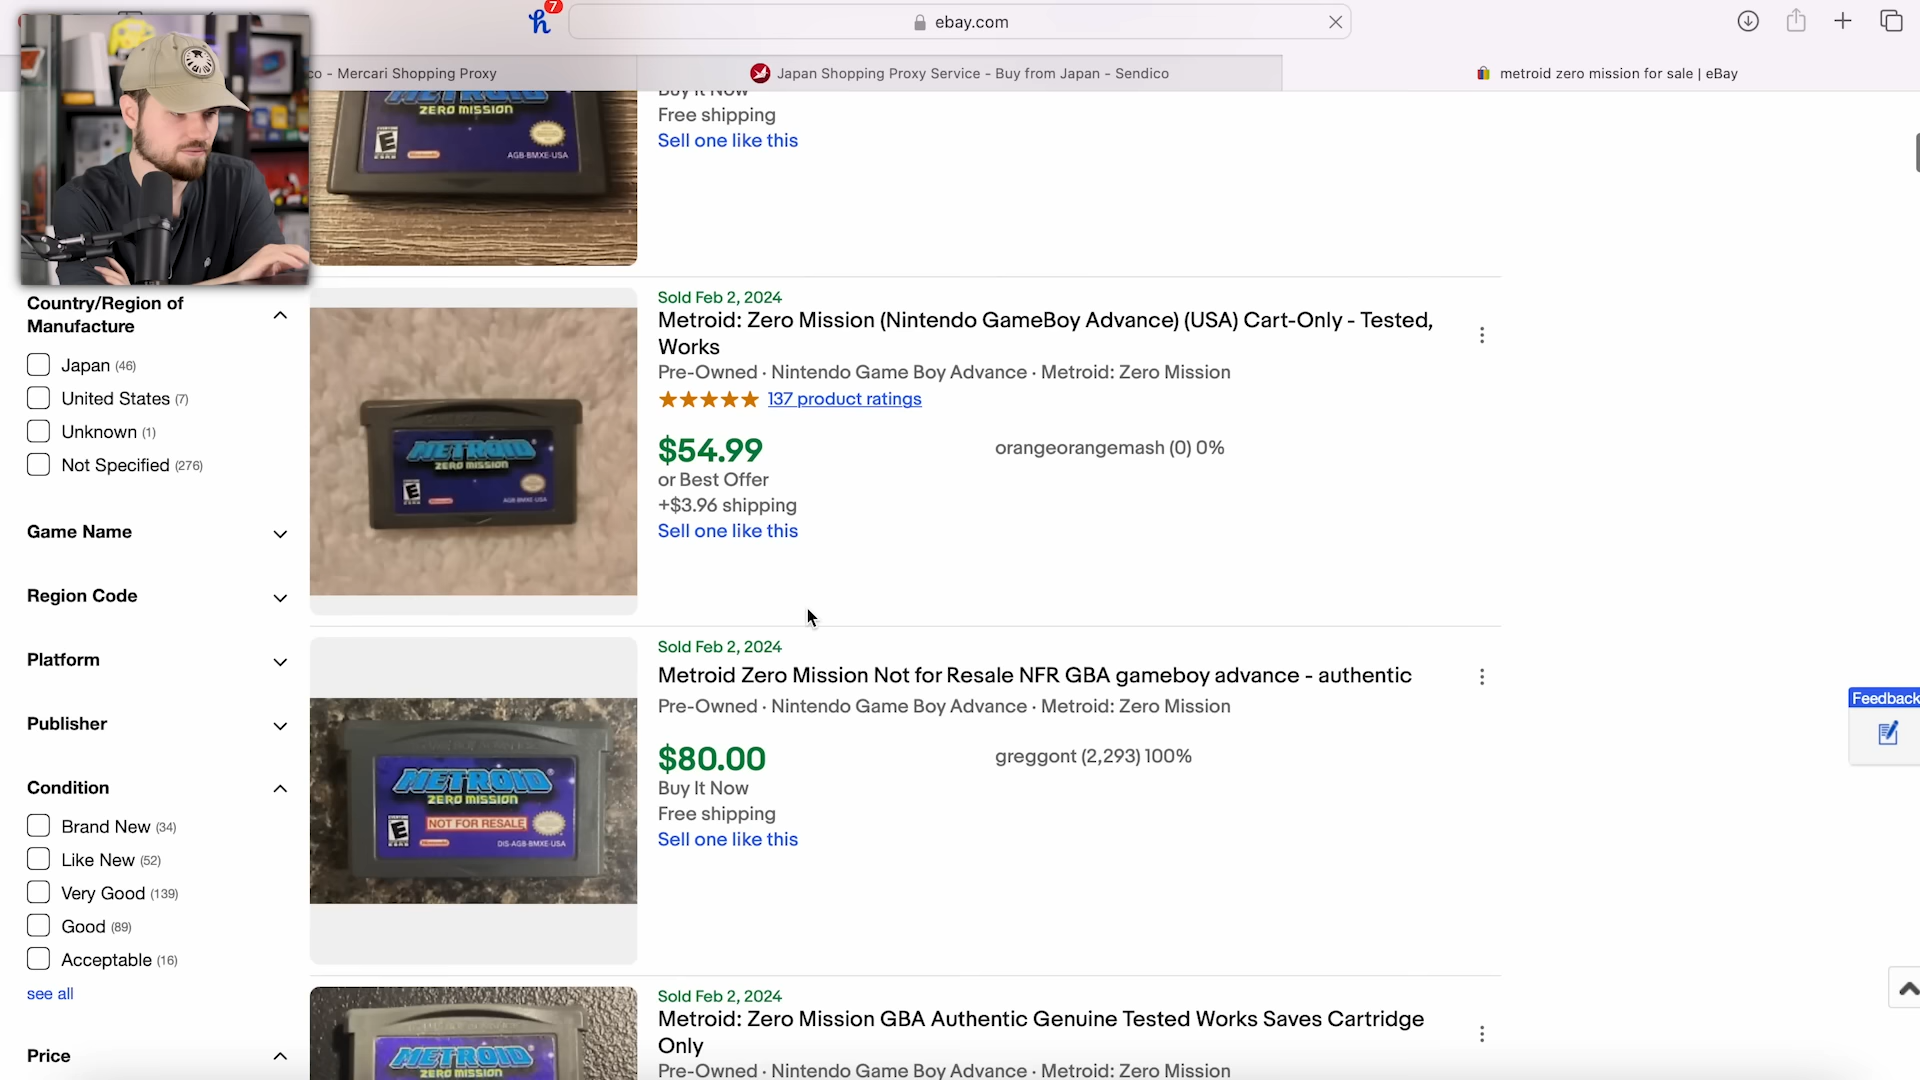 7
ebay.com
co - Mercari Shopping Proxy
Japan Shopping Proxy Service - Buy from Japan - Sendico
metroid zero mission for sale | eBay
METROID
ZERO MISSION
E
Nintendo
AGB-BMXE-USA
Buy It Now
Free shipping
Sell one like this
Country/Region of
Manufacture
Japan (46)
United States (7)
Unknown (1)
Not Specified (276)
Game Name
Region Code
Platform
Publisher
Condition
Brand New (34)
Like New (52)
Very Good (139)
Good (89)
Acceptable (16)
see all
Price
METROID
ZERO MISSION
E
AGB-BMXE-USA
Sold Feb 2, 2024
Metroid: Zero Mission (Nintendo GameBoy Advance) (USA) Cart-Only - Tested,
Works
Pre-Owned · Nintendo Game Boy Advance · Metroid: Zero Mission
137 product ratings
$54.99
orangeorangemash (0) 0%
or Best Offer
+$3.96 shipping
Sell one like this
METROID
ZERO MISSION
E
NOT FOR RESALE
Nintendo
DIS-AGB-BMXE-USA
Sold Feb 2, 2024
Metroid Zero Mission Not for Resale NFR GBA gameboy advance - authentic
Pre-Owned · Nintendo Game Boy Advance · Metroid: Zero Mission
$80.00
greggont (2,293) 100%
Buy It Now
Free shipping
Sell one like this
Feedback
METROID
ZERO MISSION
Sold Feb 2, 2024
Metroid: Zero Mission GBA Authentic Genuine Tested Works Saves Cartridge
Only
Pre-Owned · Nintendo Game Boy Advance · Metroid: Zero Mission